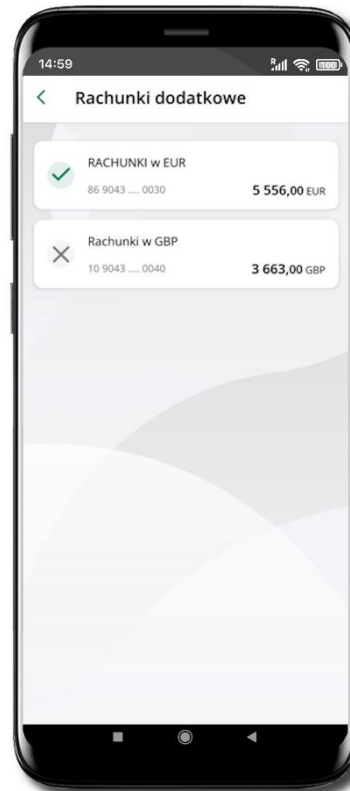 14:59
100
Rachunki dodatkowe
RACHUNKI w EUR
86 9043 .... 0030
5 556,00 EUR
Rachunki w GBP
10 9043 .... 0040
3 663,00 GBP